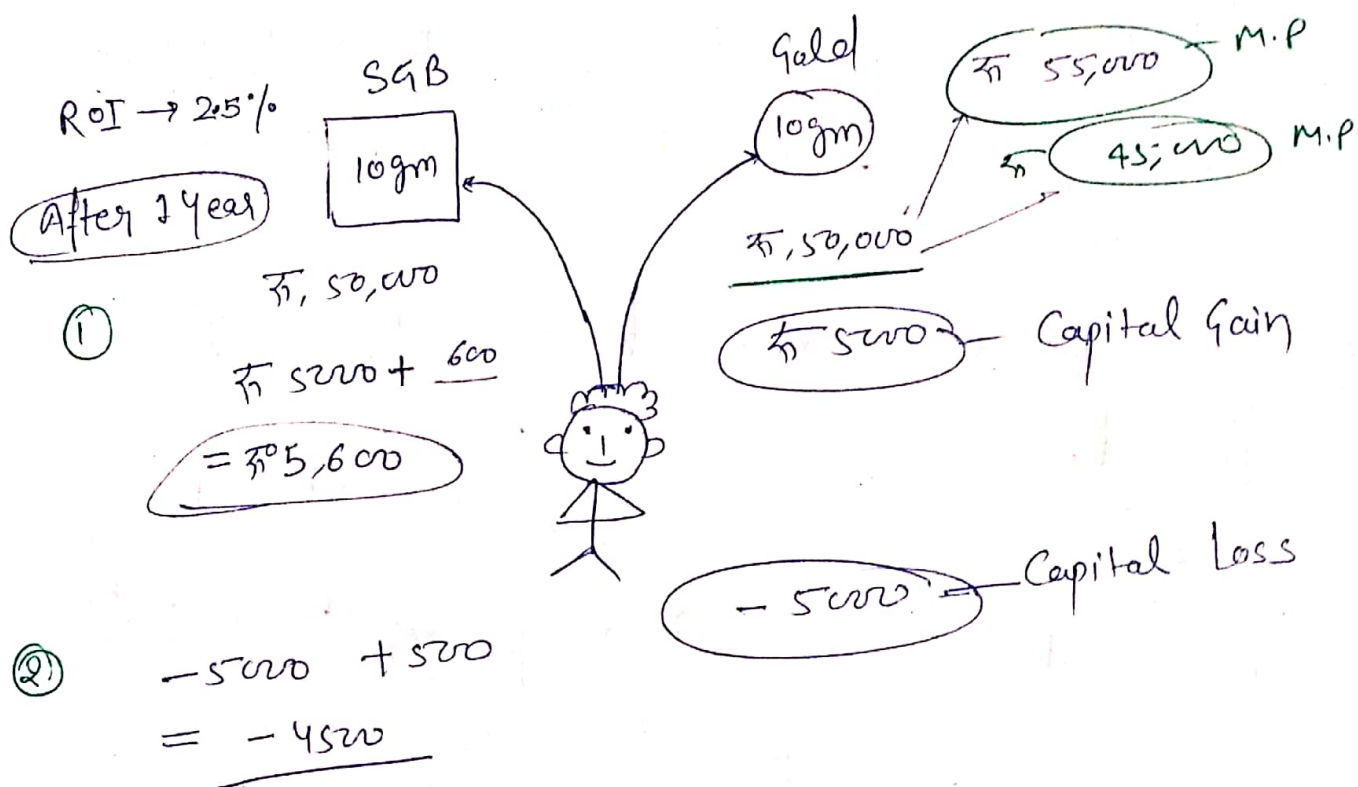 SGB
ROI → 2.5%
10gm
After 1 Year
₹, 50,000
①
₹ 5000 + 600
= ₹ 5,600
Gold
10gm
₹ 55,000 M.P
₹ 45,000 M.P
₹, 50,000
₹ 5000 Capital Gain
- 5000 Capital Loss
② -5000 + 500
= -4500